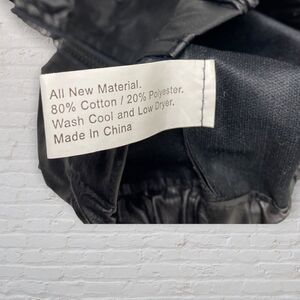 All New Material.
80% Cotton / 20% Polyester.
Wash Cool and Low Dryer.
Made In China